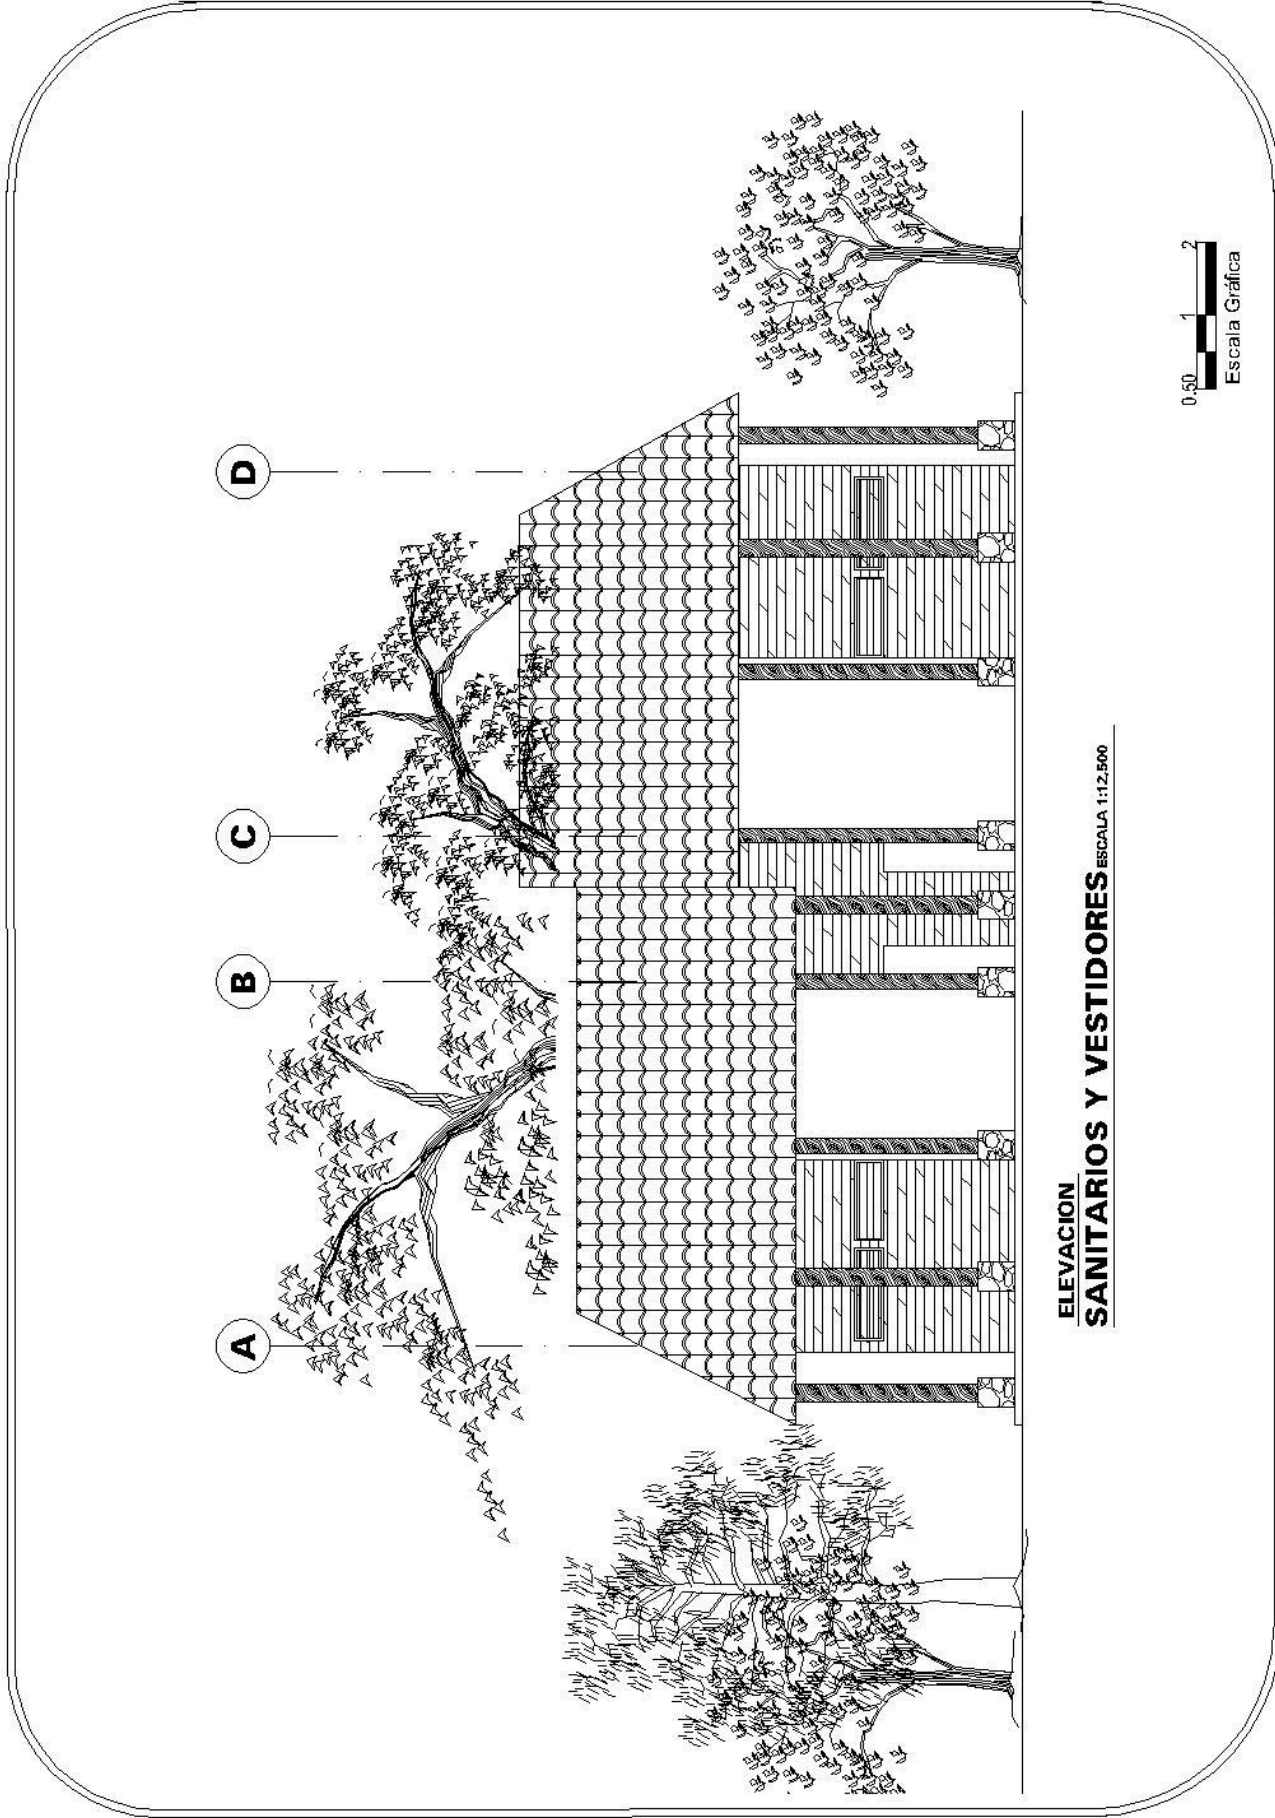 A B C D
ELEVACION
SANITARIOS Y VESTIDORES ESCALA 1:12,500
0.50 1 2
Escala Gráfica